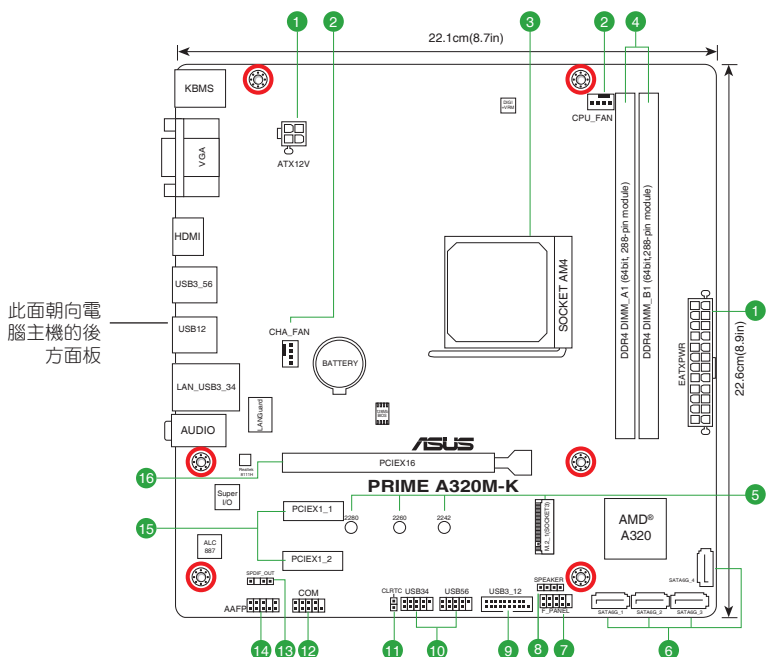 1
2
3
2
4
22.1cm(8.7in)
KBMS
DIGI
+VRM
CPU_FAN
ATX12V
VGA
HDMI
USB3_56
此面朝向電
腦主機的後
方面板
USB12
CHA_FAN
BATTERY
SOCKET AM4
DDR4 DIMM_A1 (64bit, 288-pin module)
DDR4 DIMM_B1 (64bit,288-pin module)
EATXPWR
1
22.6cm(8.9in)
LAN_USB3_34
LANGuard
AUDIO
ASUS
PCIEX16
16
PRIME A320M-K
Super
I/O
5
15
PCIEX1_1
2280
2260
2242
M.2_1(SOCKET3)
AMD®
A320
ALC
887
PCIEX1_2
SPDIF_OUT
SATA6G_4
AAFP
COM
CLRTC
USB34
USB56
USB3_12
SPEAKER
F_PANEL
SATA6G_1
SATA6G_2
SATA6G_3
14
13
12
11
10
9
8
7
6